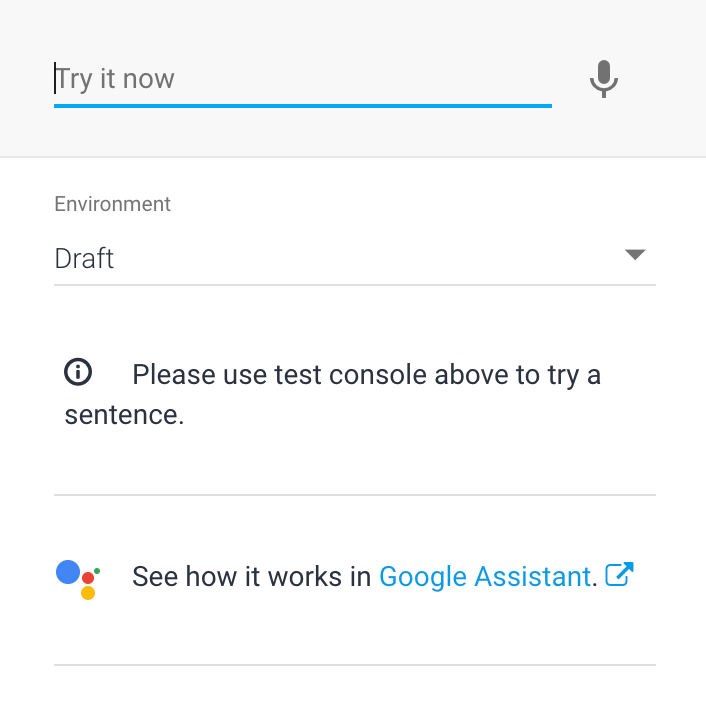 Try it now
Environment
Draft
Please use test console above to try a
sentence.
See how it works in Google Assistant.